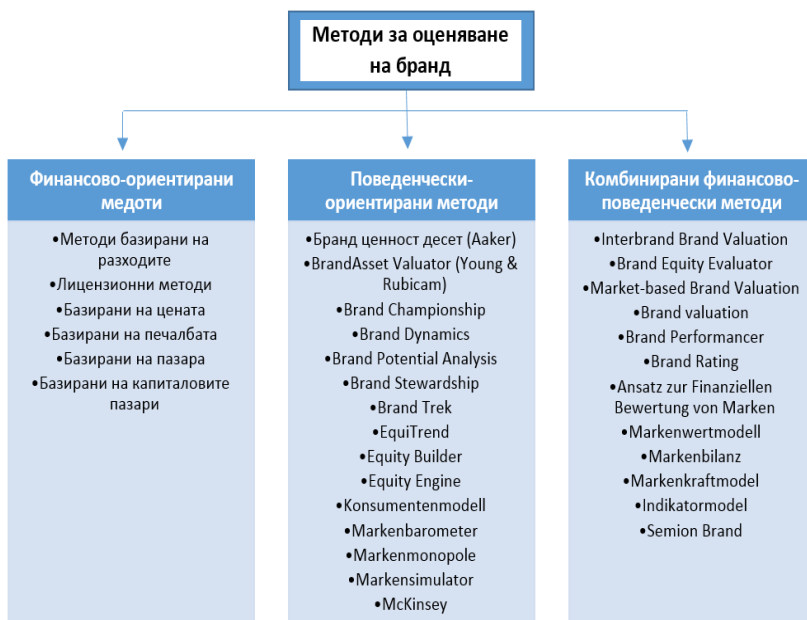 Методи за оценяване
на бранд
Финансово-ориентирани
медоти
•Методи базирани на
разходите
•Лицензионни методи
•Базирани на цената
•Базирани на печалбата
•Базирани на пазара
•Базирани на капиталовите
пазари
Поведенчески-
ориентирани методи
•Бранд ценност десет (Aaker)
•BrandAsset Valuator (Young &
Rubicam)
•Brand Championship
•Brand Dynamics
•Brand Potential Analysis
•Brand Stewardship
•Brand Trek
•EquiTrend
•Equity Builder
•Equity Engine
•Konsumentenmodell
•Markenbarometer
•Markenmonopole
•Markensimulator
•McKinsey
Комбинирани финансово-
поведенчески методи
•Interbrand Brand Valuation
•Brand Equity Evaluator
•Market-based Brand Valuation
•Brand valuation
•Brand Performancer
•Brand Rating
•Ansatz zur Finanziellen
Bewertung von Marken
•Markenwertmodell
•Markenbilanz
•Markenkraftmodel
•Indikatormodel
•Semion Brand